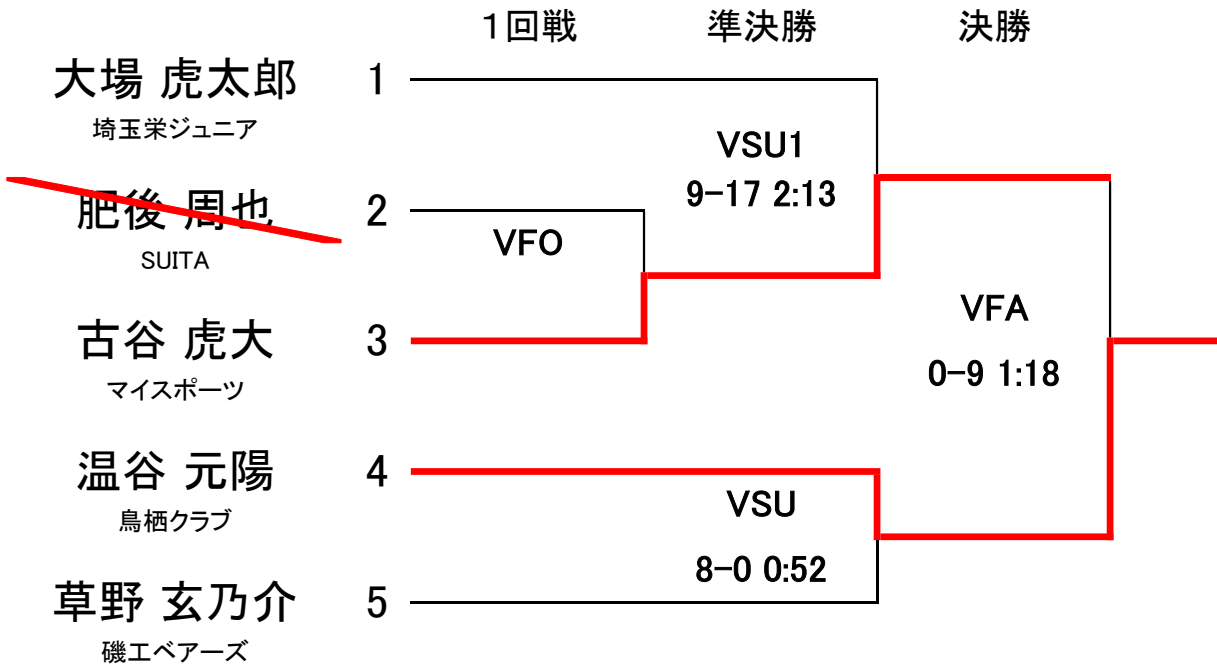 1回戦 準決勝 決勝
大場 虎太郎 1
埼玉栄ジュニア
VSU1
9-17 2:13
肥後 周也 2
SUITA
VFO
古谷 虎大 3
マイスポーツ
VFA
0-9 1:18
温谷 元陽 4
鳥栖クラブ
VSU
8-0 0:52
草野 玄乃介 5
磯工ベアーズ